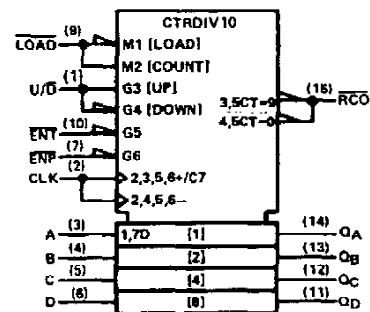 CTRDIV10
LOAD (9) M1 [LOAD]
M2 [COUNT]
U/D (1) G3 [UP]
G4 [DOWN]
ENT (10) G5
ENP (7) G6
CLK (2) 2,3,5,6+/C7
2,4,5,6–
3,5CT=9 (15) RCO
4,5CT=0
A (3) 1,7D [1] (14) QA
B (4) [2] (13) QB
C (5) [4] (12) QC
D (6) [8] (11) QD